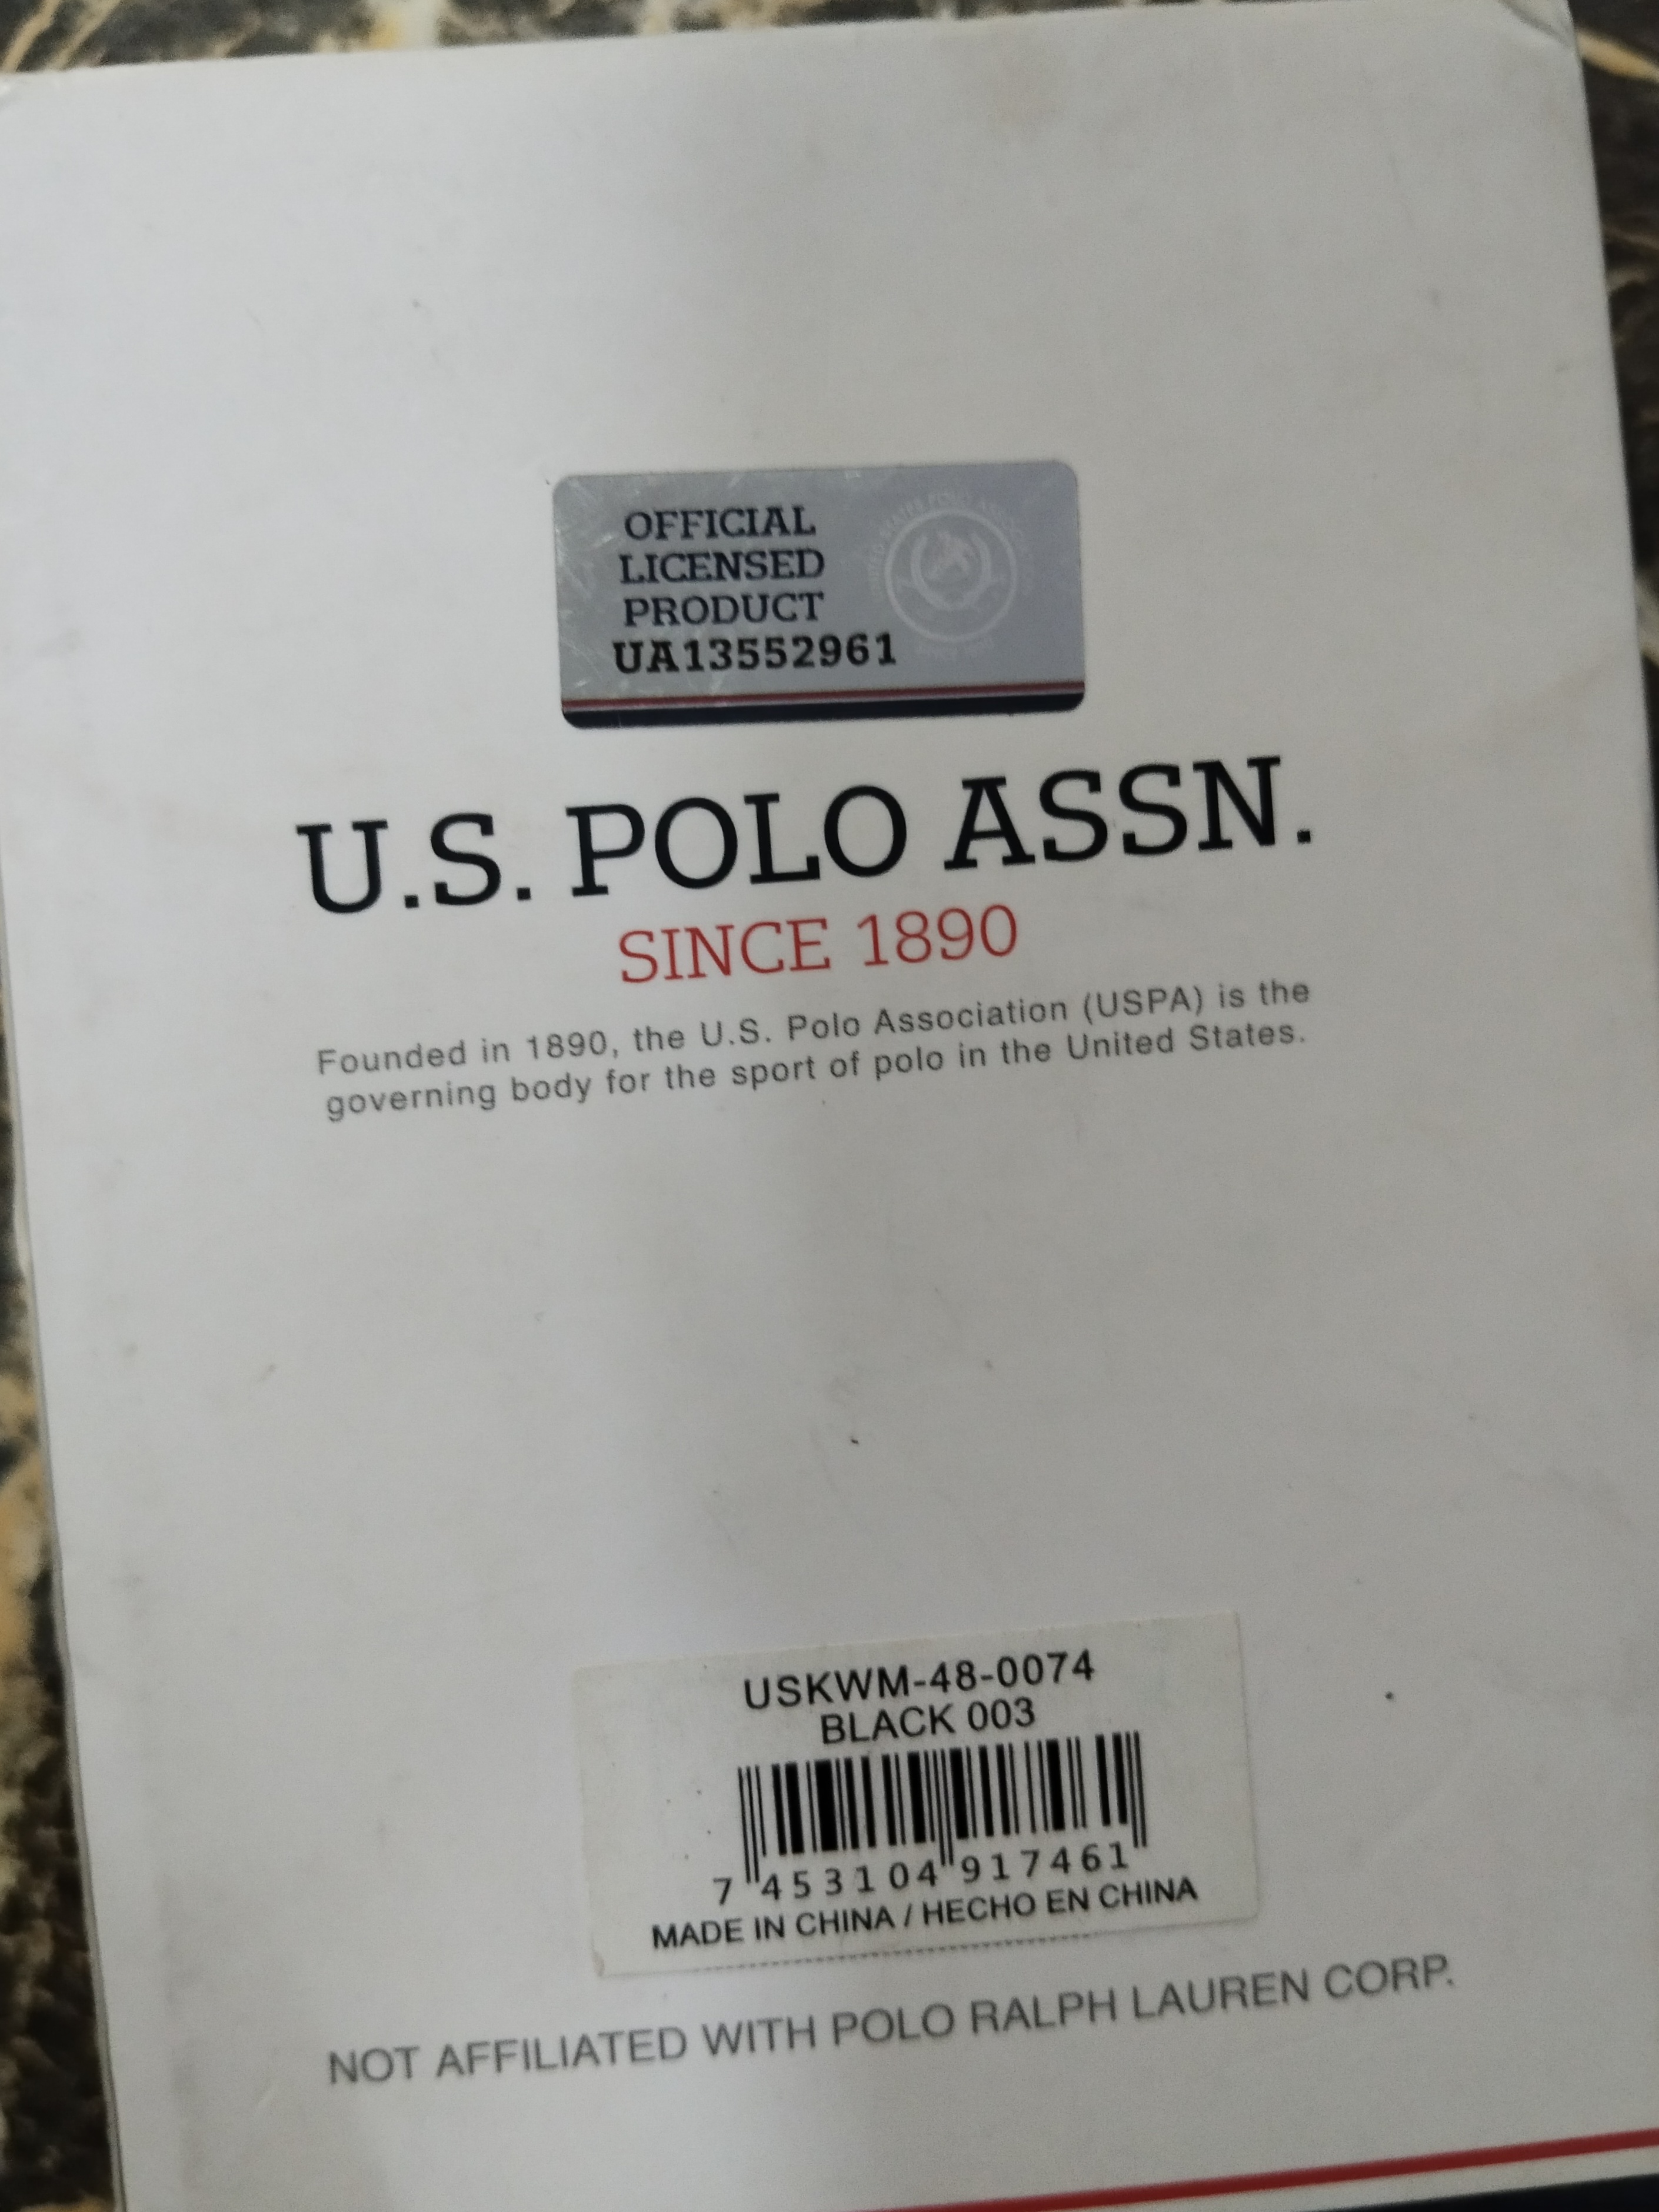 OFFICIAL
LICENSED
PRODUCT
UA13552961
U.S. POLO ASSN.
SINCE 1890
Founded in 1890, the U.S. Polo Association (USPA) is the
governing body for the sport of polo in the United States.
USKWM-48-0074
BLACK 003
7 453104 917461
MADE IN CHINA / HECHO EN CHINA
NOT AFFILIATED WITH POLO RALPH LAUREN CORP.